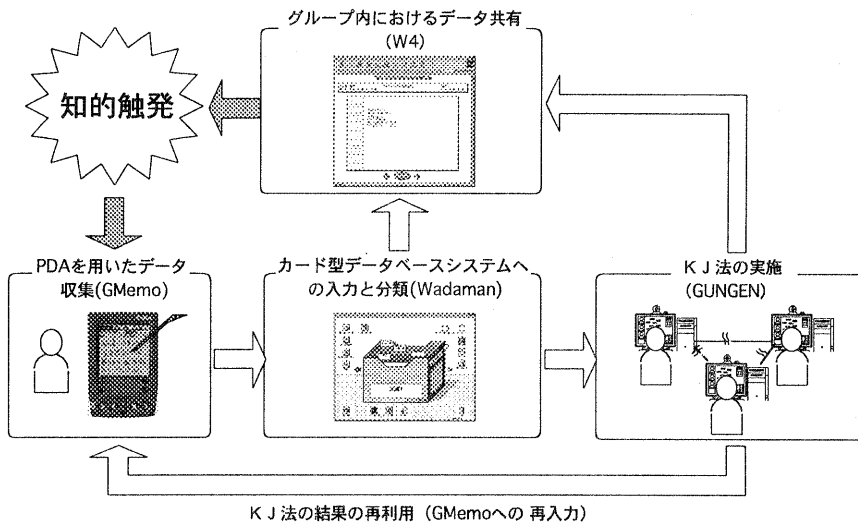 グループ内におけるデータ共有
(W4)
知的触発
PDAを用いたデータ
収集(GMemo)
カード型データベースシステムへ
の入力と分類(Wadaman)
ＫＪ法の実施
(GUNGEN)
ＫＪ法の結果の再利用（GMemoへの 再入力）